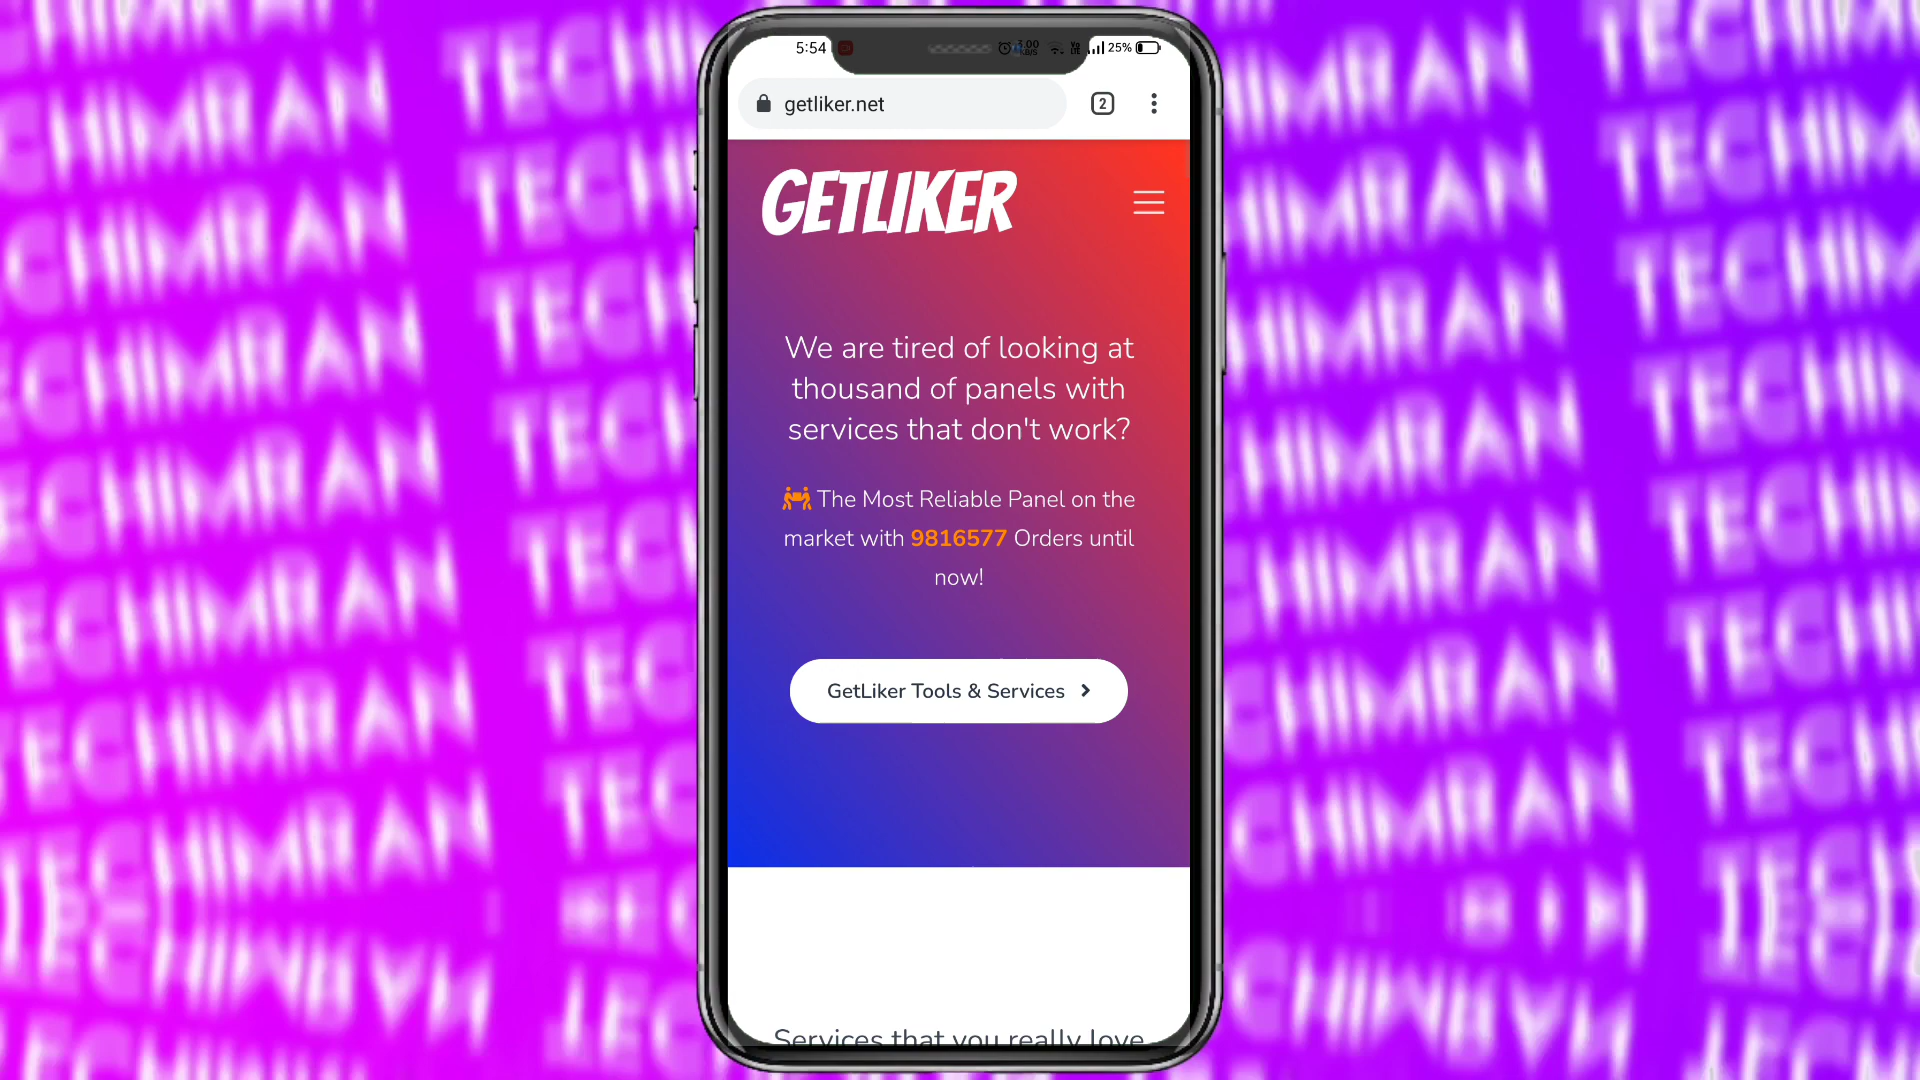 5:54
25%
getliker.net
2
GETLIKER
We are tired of looking at
thousand of panels with
services that don't work?
The Most Reliable Panel on the
market with 9816577 Orders until
now!
GetLiker Tools & Services
Services that you really love
TECHIMRAN